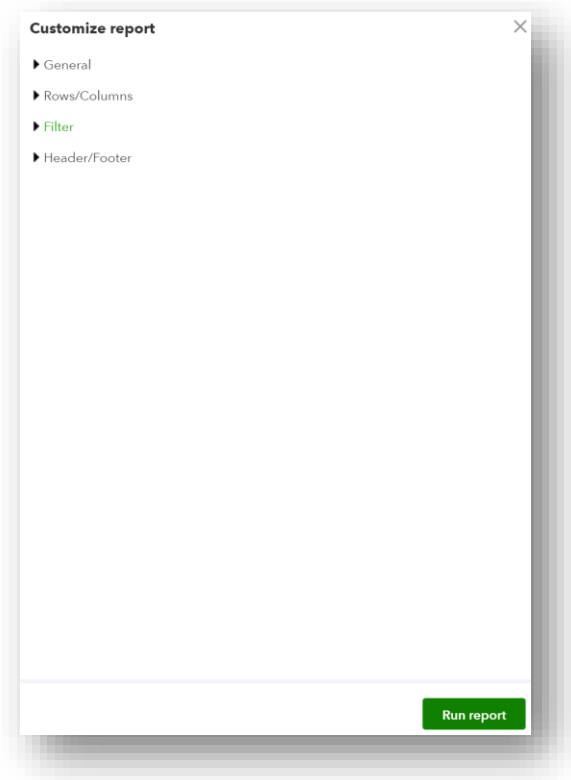 Customize report
General
Rows/Columns
Filter
Header/Footer
Run report